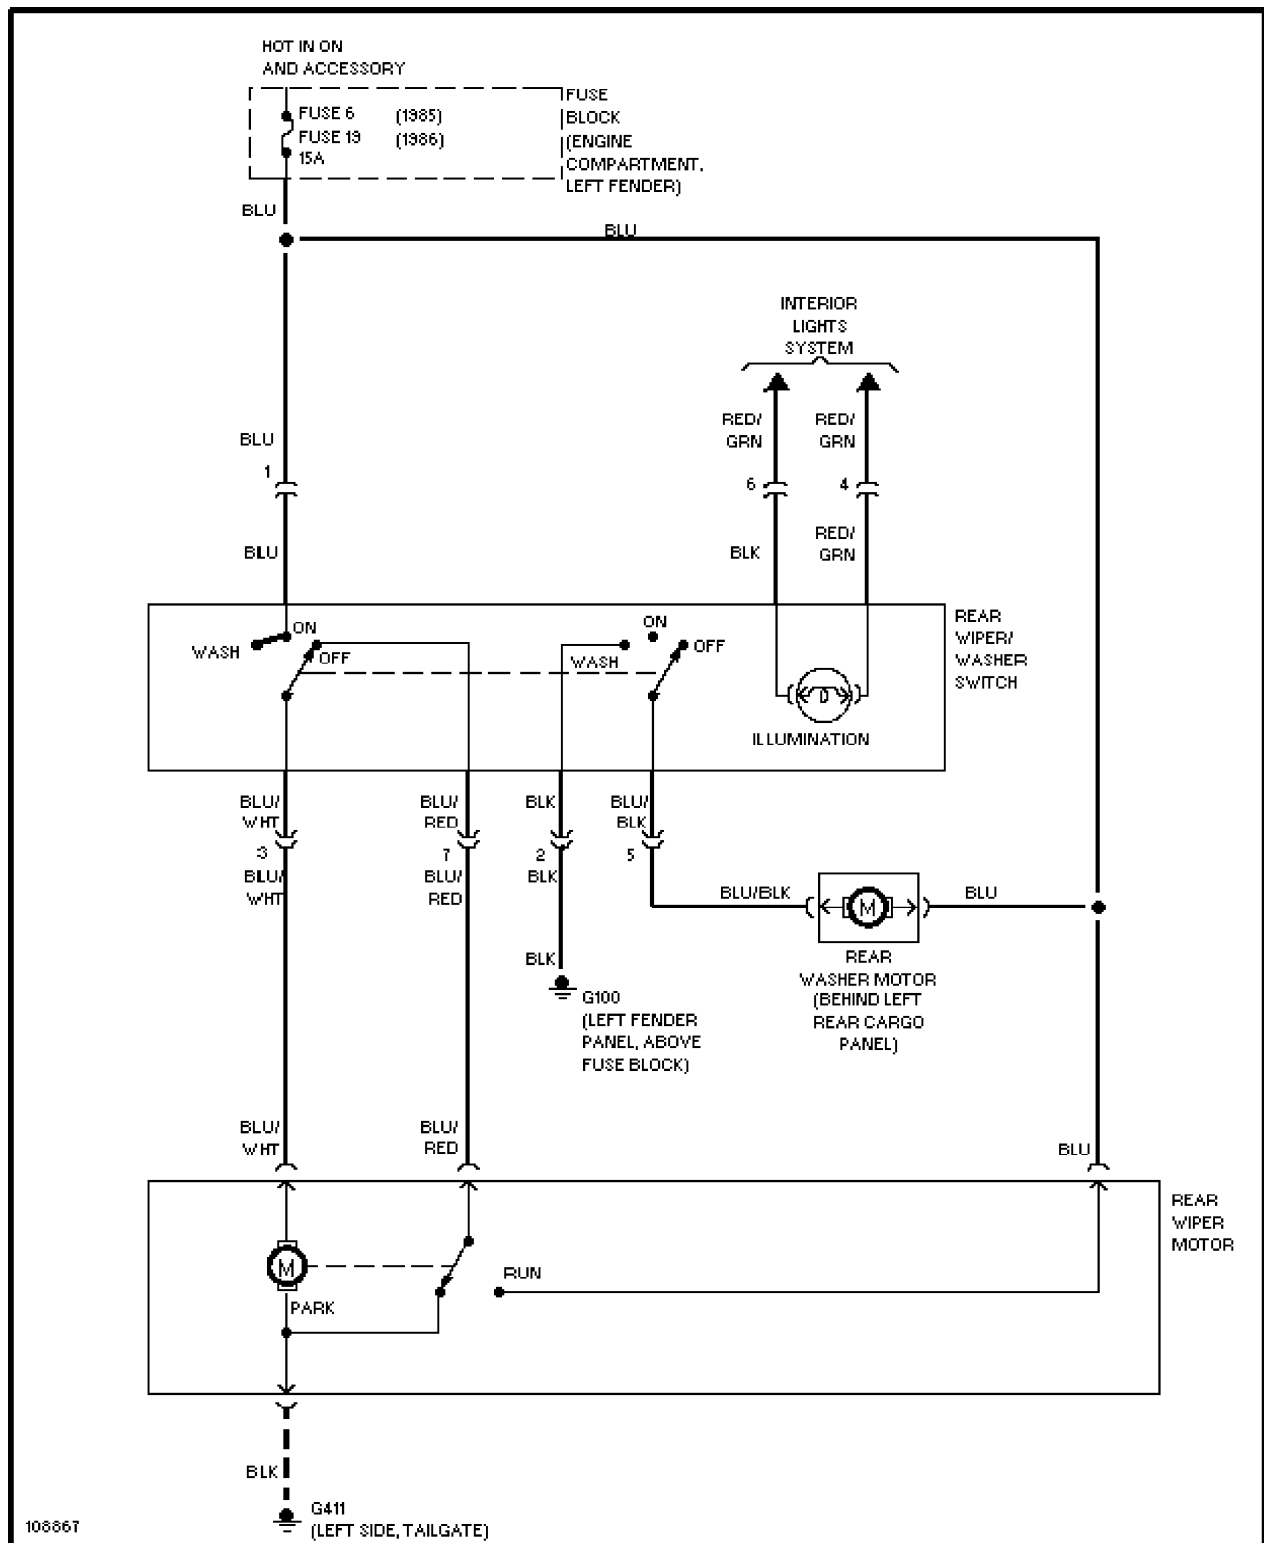 HOT IN ON
AND ACCESSORY
FUSE 6 (1985)
FUSE 19 (1986)
15A
FUSE
BLOCK
(ENGINE
COMPARTMENT,
LEFT FENDER)
BLU
BLU
INTERIOR
LIGHTS
SYSTEM
RED/
GRN
RED/
GRN
BLU
1
6
4
BLU
BLK
RED/
GRN
WASH
ON
OFF
WASH
ON
OFF
ILLUMINATION
REAR
WIPER/
WASHER
SWITCH
BLU/
WHT
3
BLU/
WHT
BLU/
RED
7
BLU/
RED
BLK
2
BLK
BLU/
BLK
5
BLU/BLK
M
BLU
REAR
WASHER MOTOR
(BEHIND LEFT
REAR CARGO
PANEL)
BLK
G100
(LEFT FENDER
PANEL, ABOVE
FUSE BLOCK)
BLU/
WHT
BLU/
RED
BLU
REAR
WIPER
MOTOR
M
PARK
RUN
BLK
G411
(LEFT SIDE, TAILGATE)
108867